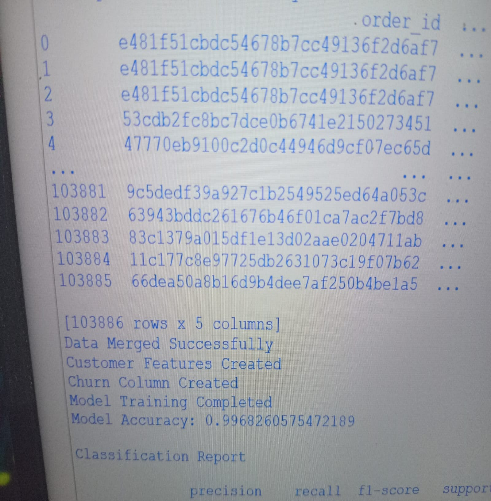 .order_id ...
0 e481f51cbdc54678b7cc49136f2d6af7 ...
1 e481f51cbdc54678b7cc49136f2d6af7 ...
2 e481f51cbdc54678b7cc49136f2d6af7 ...
3 53cdb2fc8bc7dce0b6741e2150273451 ...
4 47770eb9100c2d0c44946d9cf07ec65d ...
... ... ...
103881 9c5dedf39a927c1b2549525ed64a053c ...
103882 63943bddc261676b46f01ca7ac2f7bd8 ...
103883 83c1379a015df1e13d02aae0204711ab ...
103884 11c177c8e97725db2631073c19f07b62 ...
103885 66dea50a8b16d9b4dee7af250b4be1a5 ...
[103886 rows x 5 columns]
Data Merged Successfully
Customer Features Created
Churn Column Created
Model Training Completed
Model Accuracy: 0.9968260575472189
Classification Report
precision recall f1-score suppor